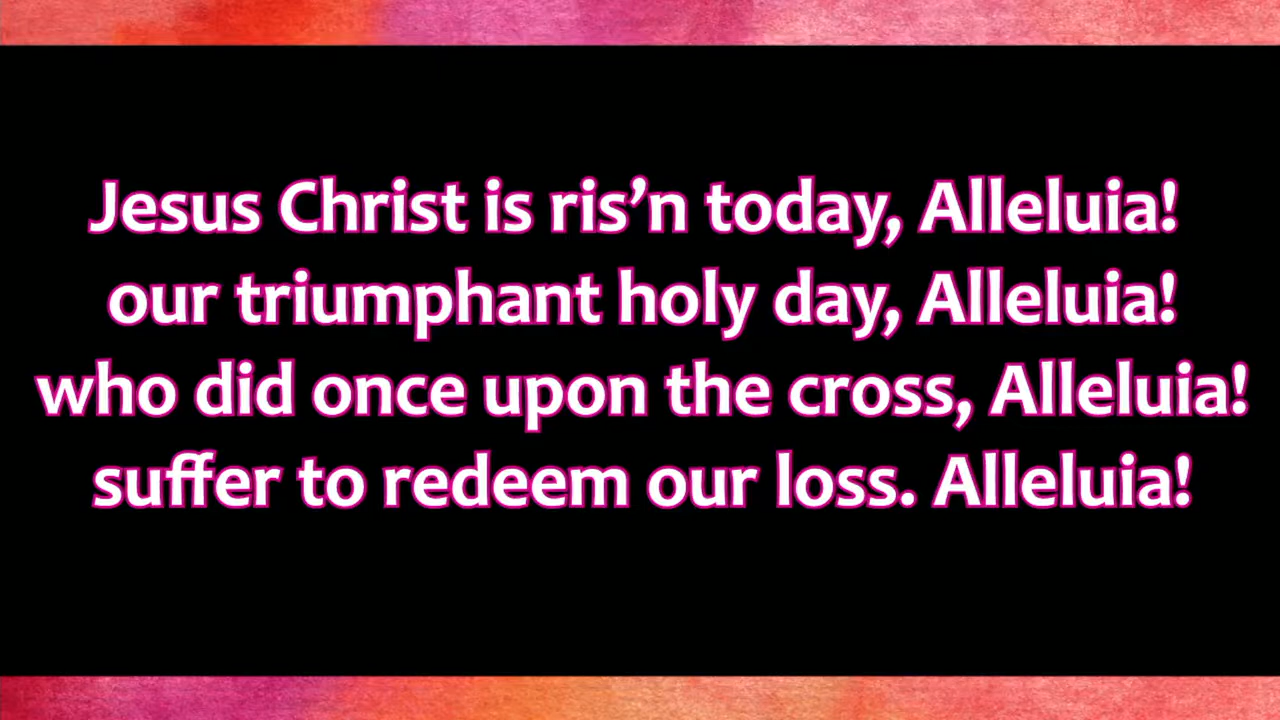 Jesus Christ is ris’n today, Alleluia!
our triumphant holy day, Alleluia!
who did once upon the cross, Alleluia!
suffer to redeem our loss. Alleluia!